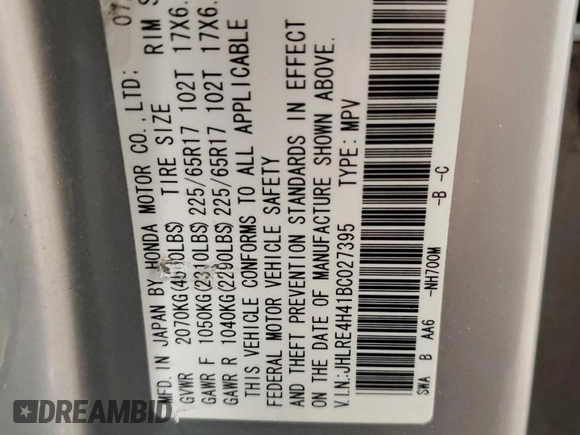 07
MFD. IN JAPAN BY HONDA MOTOR CO., LTD:
GVWR 2070KG( LBS) TIRE SIZE RIM S
GAWR F 1050KG(2310LBS) 225/65R17 102T 17X6.
GAWR R 1040KG(2290LBS) 225/65R17 102T 17X6.
THIS VEHICLE CONFORMS TO ALL APPLICABLE
FEDERAL MOTOR VEHICLE SAFETY
AND THEFT PREVENTION STANDARDS IN EFFECT
ON THE DATE OF MANUFACTURE SHOWN ABOVE.
V.I.N:JHLRE4H41BC027395 TYPE: MPV
SWA B AA6 -NH700M -B -C
DREAMBID